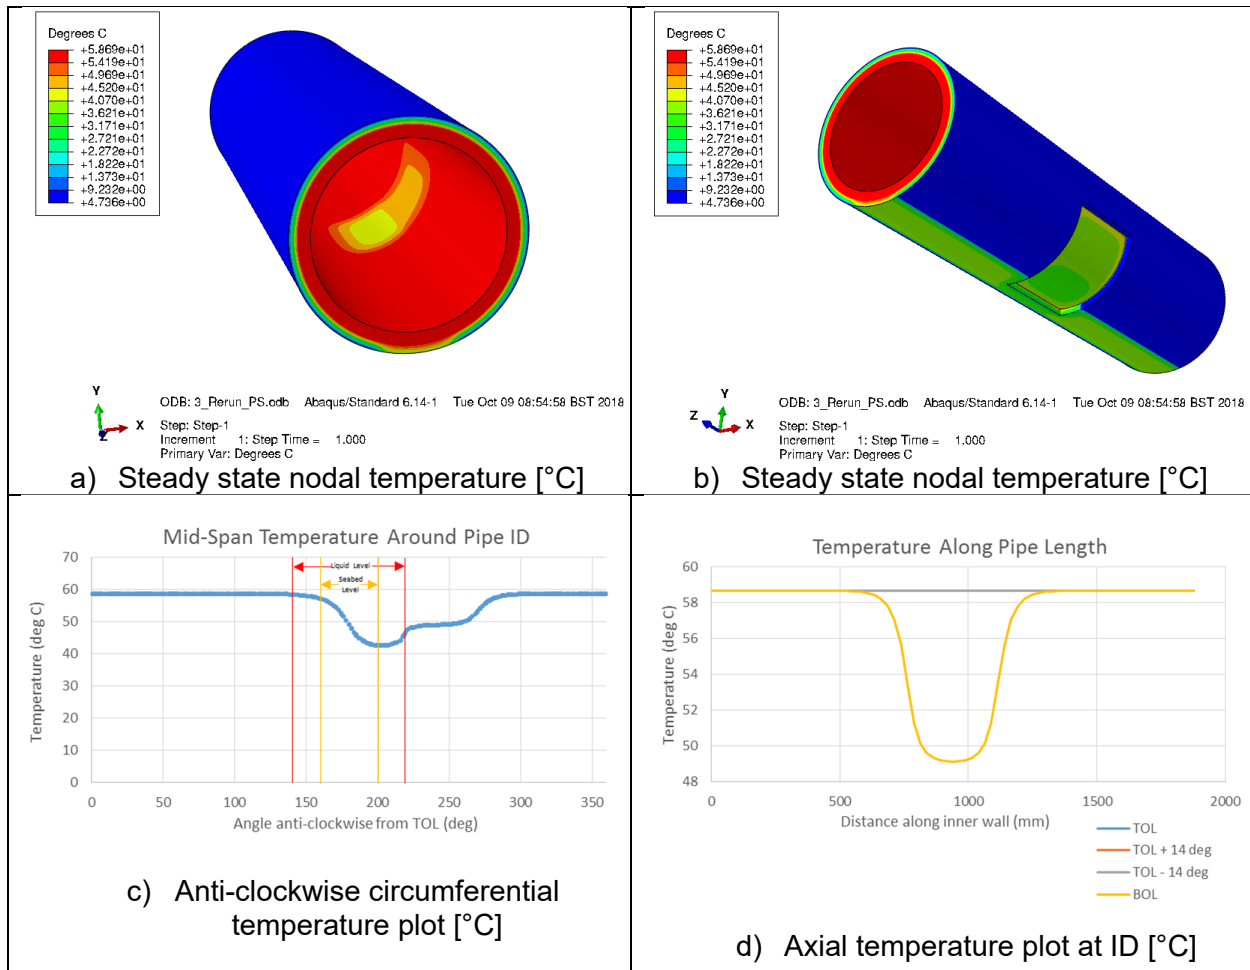 Degrees C
+5.869e+01
+5.419e+01
+4.969e+01
+4.520e+01
+4.070e+01
+3.621e+01
+3.171e+01
+2.721e+01
+2.272e+01
+1.822e+01
+1.373e+01
+9.232e+00
+4.736e+00
Y
X
Z
ODB: 3_Rerun_PS.odb Abaqus/Standard 6.14-1 Tue Oct 09 08:54:58 BST 2018
Step: Step-1
Increment 1: Step Time = 1.000
Primary Var: Degrees C
a) Steady state nodal temperature [°C]
Degrees C
+5.869e+01
+5.419e+01
+4.969e+01
+4.520e+01
+4.070e+01
+3.621e+01
+3.171e+01
+2.721e+01
+2.272e+01
+1.822e+01
+1.373e+01
+9.232e+00
+4.736e+00
Y
Z
X
ODB: 3_Rerun_PS.odb Abaqus/Standard 6.14-1 Tue Oct 09 08:54:58 BST 2018
Step: Step-1
Increment 1: Step Time = 1.000
Primary Var: Degrees C
b) Steady state nodal temperature [°C]
Mid-Span Temperature Around Pipe ID
70
60
50
40
30
20
10
0
Temperature (deg C)
Liquid Level
Seabed
Level
0 50 100 150 200 250 300 350
Angle anti-clockwise from TOL (deg)
c) Anti-clockwise circumferential
temperature plot [°C]
Temperature Along Pipe Length
60
58
56
54
52
50
48
Temperature (deg C)
0 500 1000 1500 2000
Distance along inner wall (mm)
TOL
TOL + 14 deg
TOL - 14 deg
BOL
d) Axial temperature plot at ID [°C]